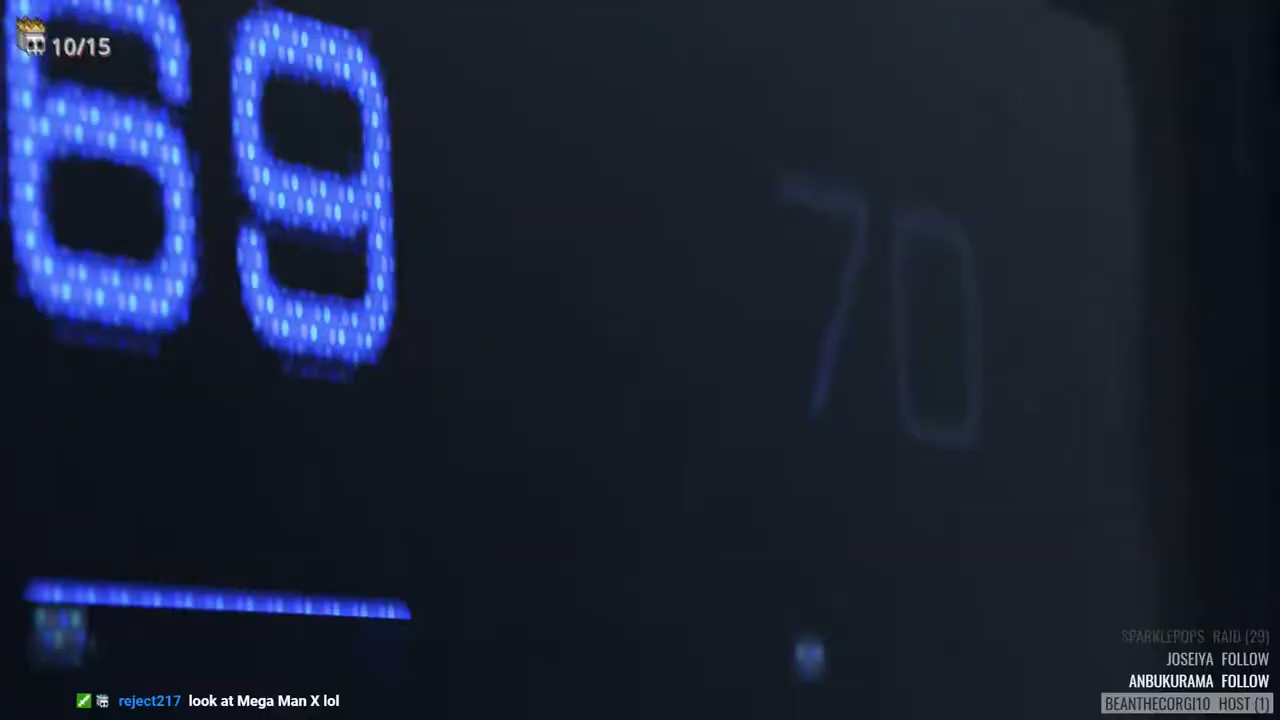 10/15
69
70
SPARKLEPOPS RAID (29)
JOSEIYA FOLLOW
ANBUKURAMA FOLLOW
BEANTHECORGI10 HOST (1)
reject217 look at Mega Man X lol